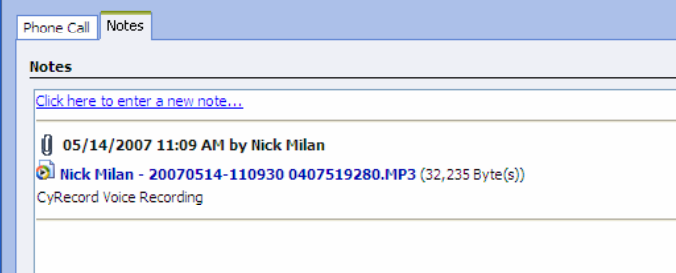 Phone Call Notes
Notes
Click here to enter a new note...
05/14/2007 11:09 AM by Nick Milan
Nick Milan - 20070514-110930 0407519280.MP3 (32,235 Byte(s))
CyRecord Voice Recording